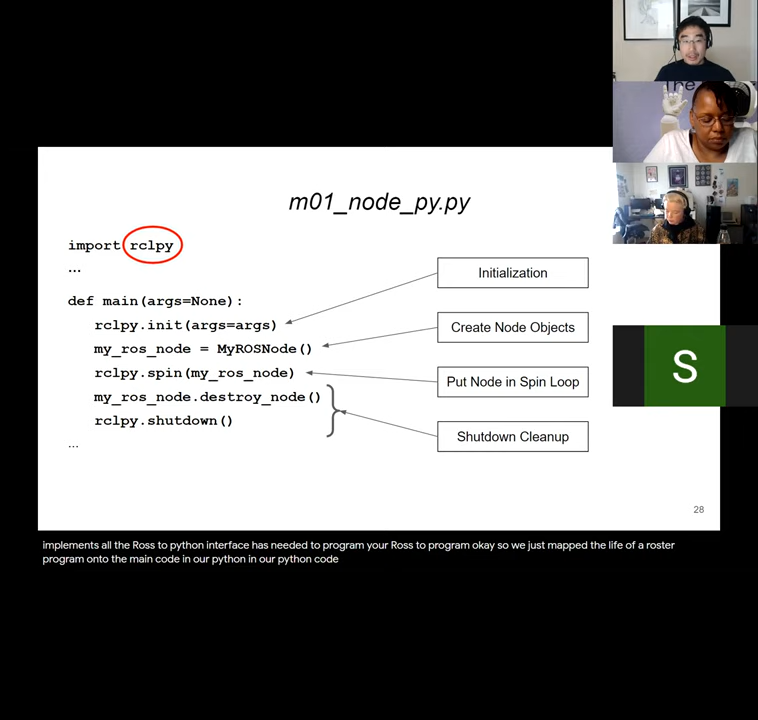 The
m01_node_py.py
import rclpy
...
def main(args=None):
rclpy.init(args=args)
my_ros_node = MyROSNode()
rclpy.spin(my_ros_node)
my_ros_node.destroy_node()
rclpy.shutdown()
...
Initialization
Create Node Objects
Put Node in Spin Loop
Shutdown Cleanup
S
28
implements all the Ross to python interface has needed to program your Ross to program okay so we just mapped the life of a roster
program onto the main code in our python in our python code